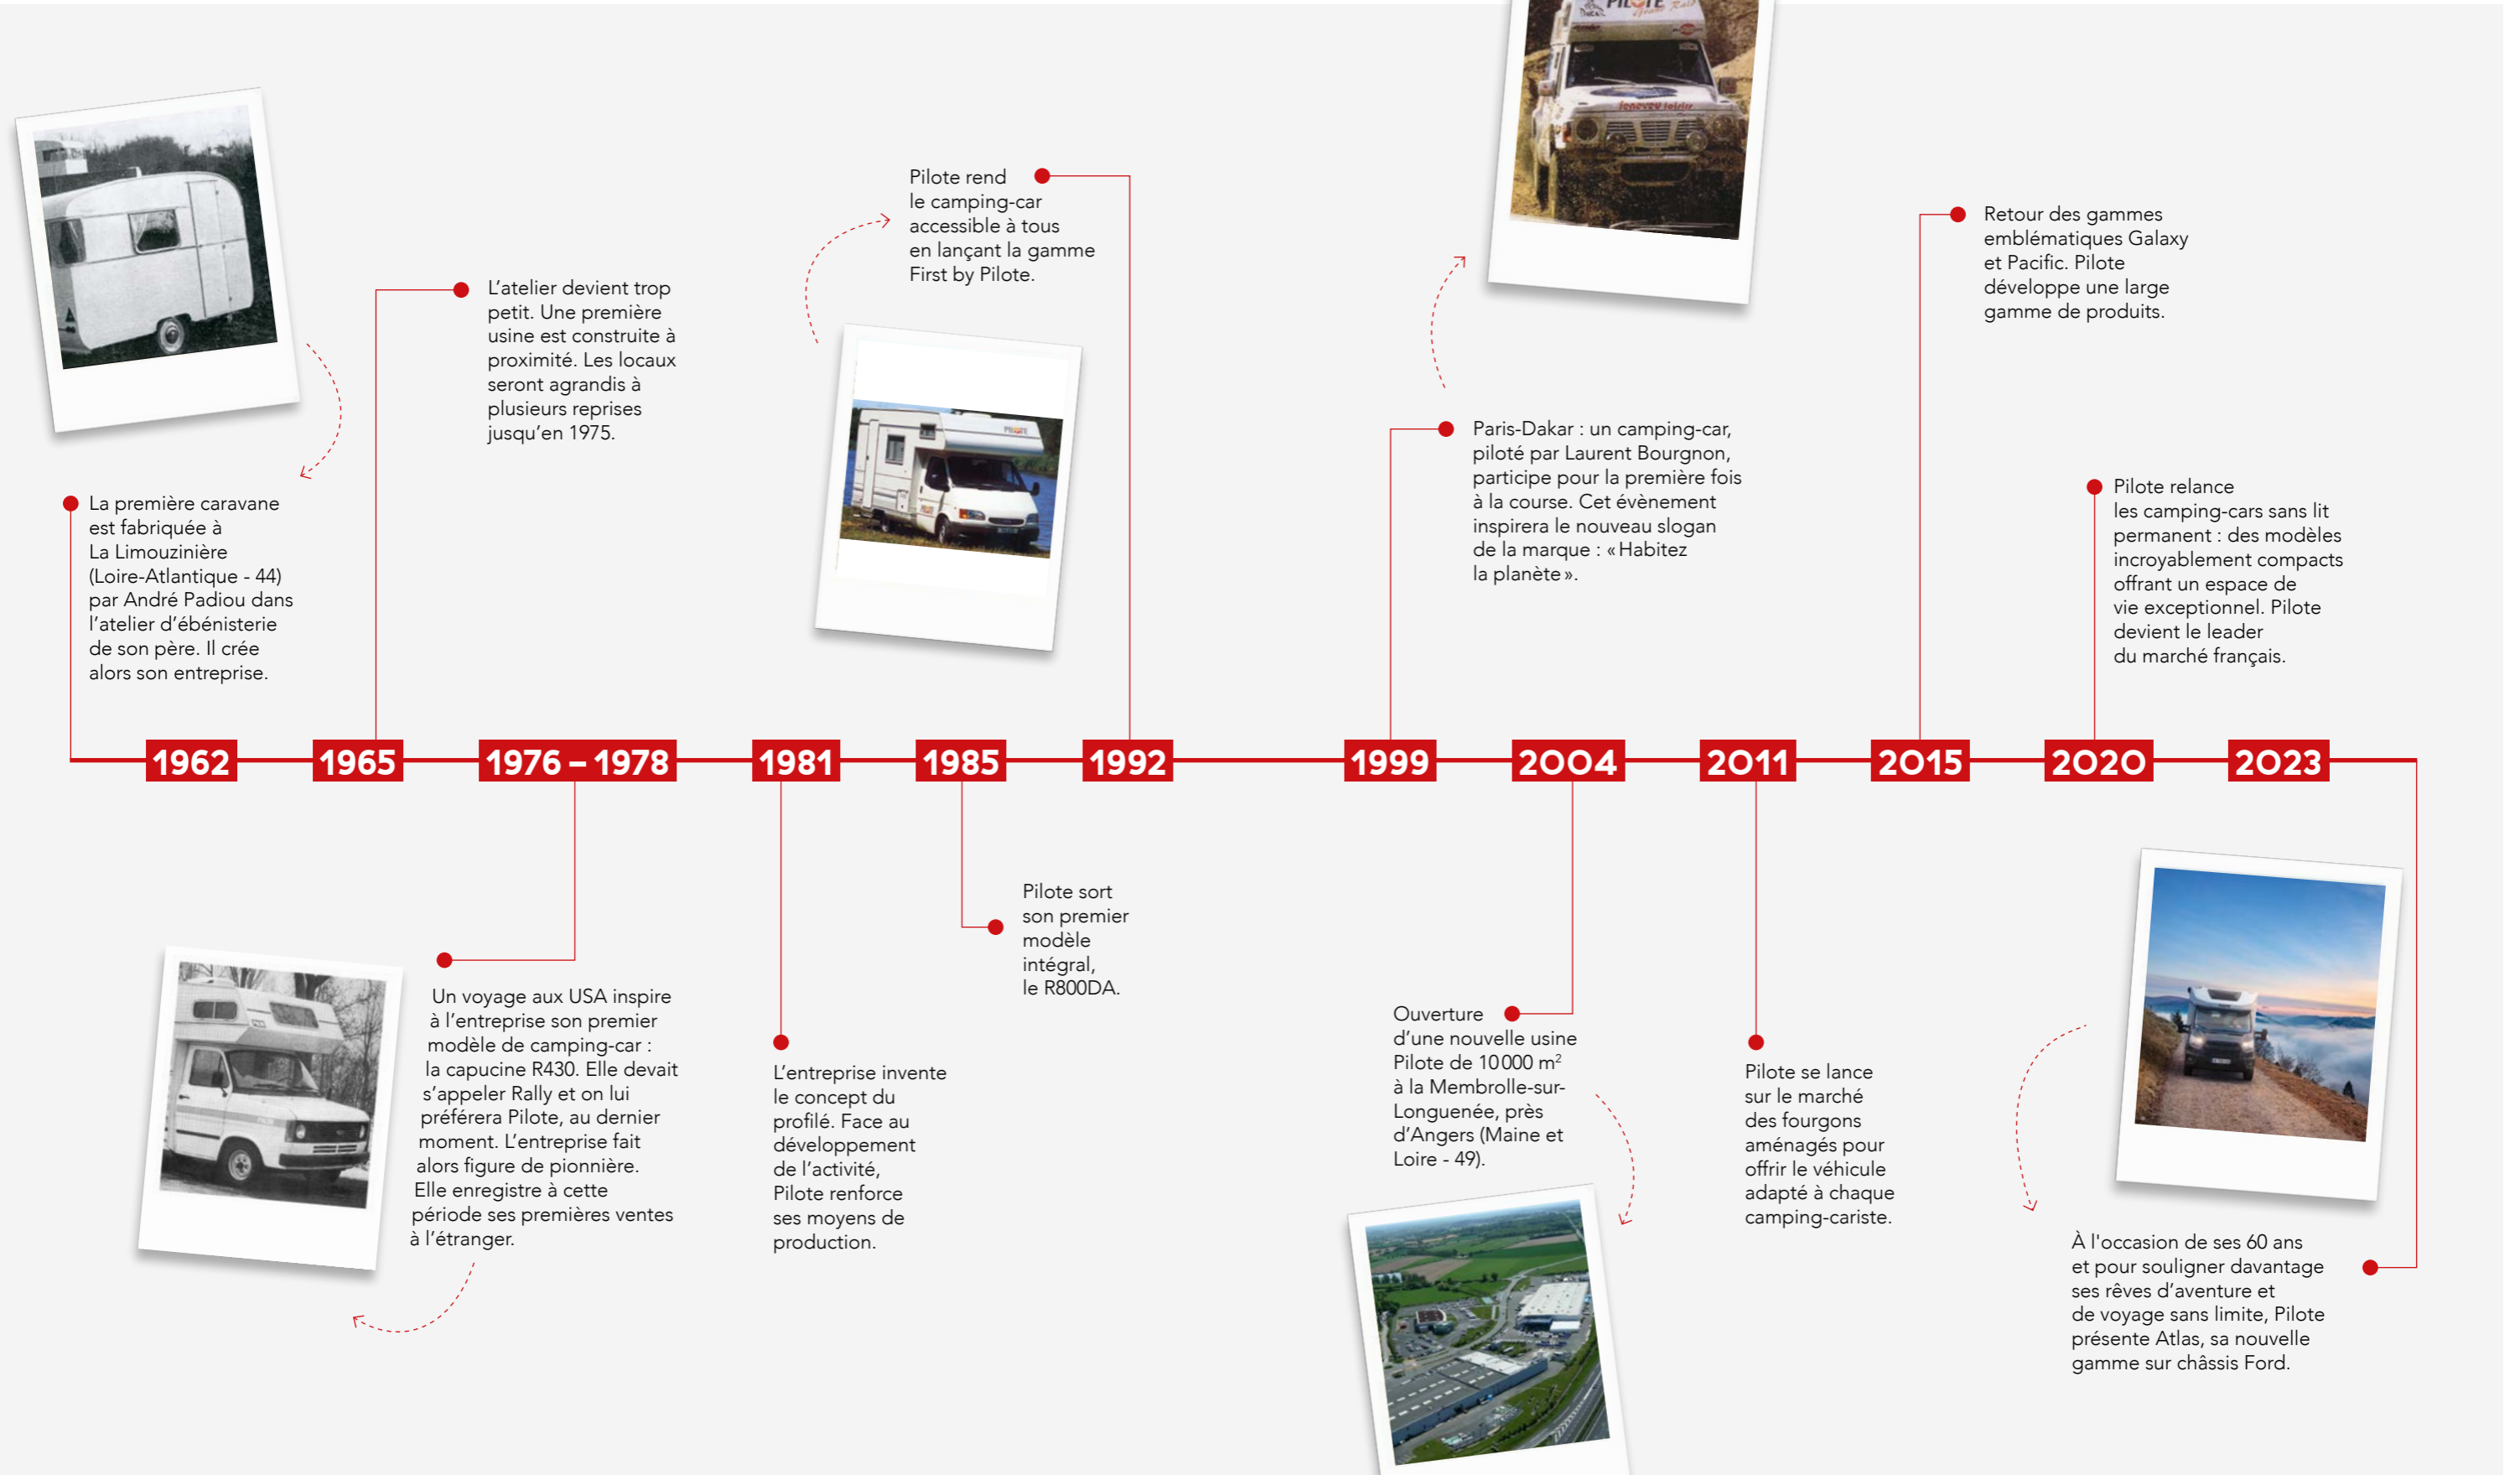 PILOTE
La première caravane
est fabriquée à
La Limouzinière
(Loire-Atlantique - 44)
par André Padiou dans
l’atelier d’ébénisterie
de son père. Il crée
alors son entreprise.
L’atelier devient trop
petit. Une première
usine est construite à
proximité. Les locaux
seront agrandis à
plusieurs reprises
jusqu’en 1975.
Pilote rend
le camping-car
accessible à tous
en lançant la gamme
First by Pilote.
PILOTE
Paris-Dakar : un camping-car,
piloté par Laurent Bourgnon,
participe pour la première fois
à la course. Cet évènement
inspirera le nouveau slogan
de la marque : « Habitez
la planète ».
Retour des gammes
emblématiques Galaxy
et Pacific. Pilote
développe une large
gamme de produits.
Pilote relance
les camping-cars sans lit
permanent : des modèles
incroyablement compacts
offrant un espace de
vie exceptionnel. Pilote
devient le leader
du marché français.
1962
1965
1976 – 1978
1981
1985
1992
1999
2004
2011
2015
2020
2023
Un voyage aux USA inspire
à l’entreprise son premier
modèle de camping-car :
la capucine R430. Elle devait
s’appeler Rally et on lui
préférera Pilote, au dernier
moment. L’entreprise fait
alors figure de pionnière.
Elle enregistre à cette
période ses premières ventes
à l’étranger.
L’entreprise invente
le concept du
profilé. Face au
développement
de l’activité,
Pilote renforce
ses moyens de
production.
Pilote sort
son premier
modèle
intégral,
le R800DA.
Ouverture
d’une nouvelle usine
Pilote de 10 000 m²
à la Membrolle-sur-
Longuenée, près
d’Angers (Maine et
Loire - 49).
Pilote se lance
sur le marché
des fourgons
aménagés pour
offrir le véhicule
adapté à chaque
camping-cariste.
À l'occasion de ses 60 ans
et pour souligner davantage
ses rêves d’aventure et
de voyage sans limite, Pilote
présente Atlas, sa nouvelle
gamme sur châssis Ford.